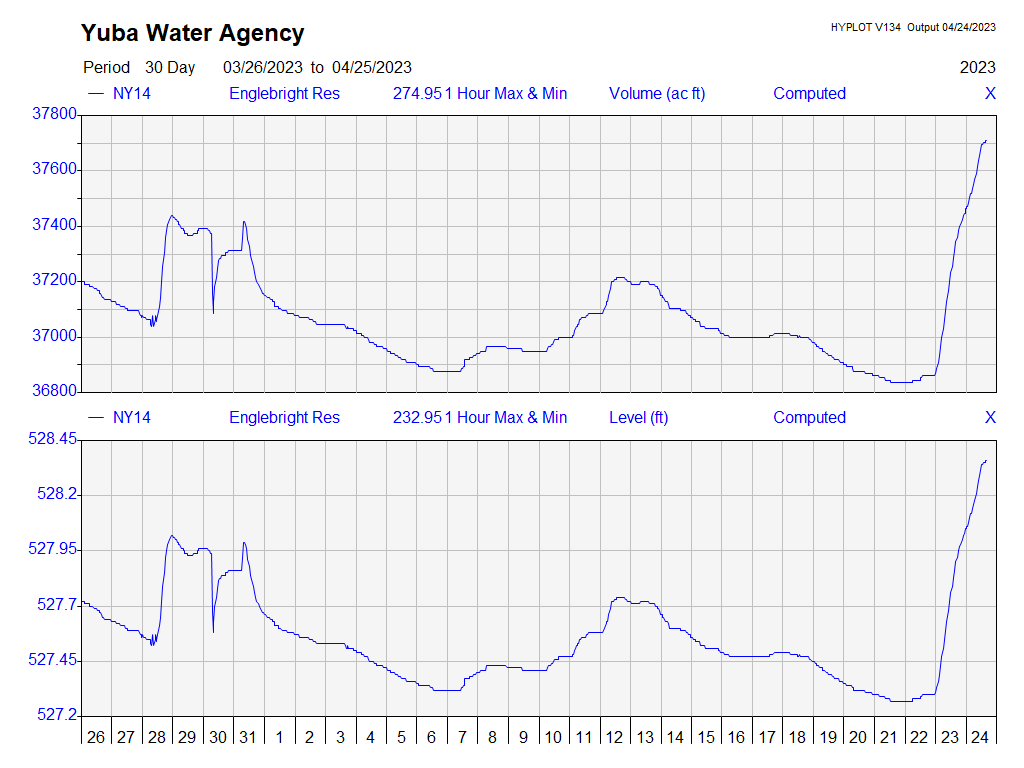 Yuba Water Agency
HYPLOT V134 Output 04/24/2023
Period 30 Day 03/26/2023 to 04/25/2023
2023
NY14 Englebright Res 274.95 1 Hour Max & Min Volume (ac ft) Computed X
37800
37600
37400
37200
37000
36800
NY14 Englebright Res 232.95 1 Hour Max & Min Level (ft) Computed X
528.45
528.2
527.95
527.7
527.45
527.2
26 27 28 29 30 31 1 2 3 4 5 6 7 8 9 10 11 12 13 14 15 16 17 18 19 20 21 22 23 24